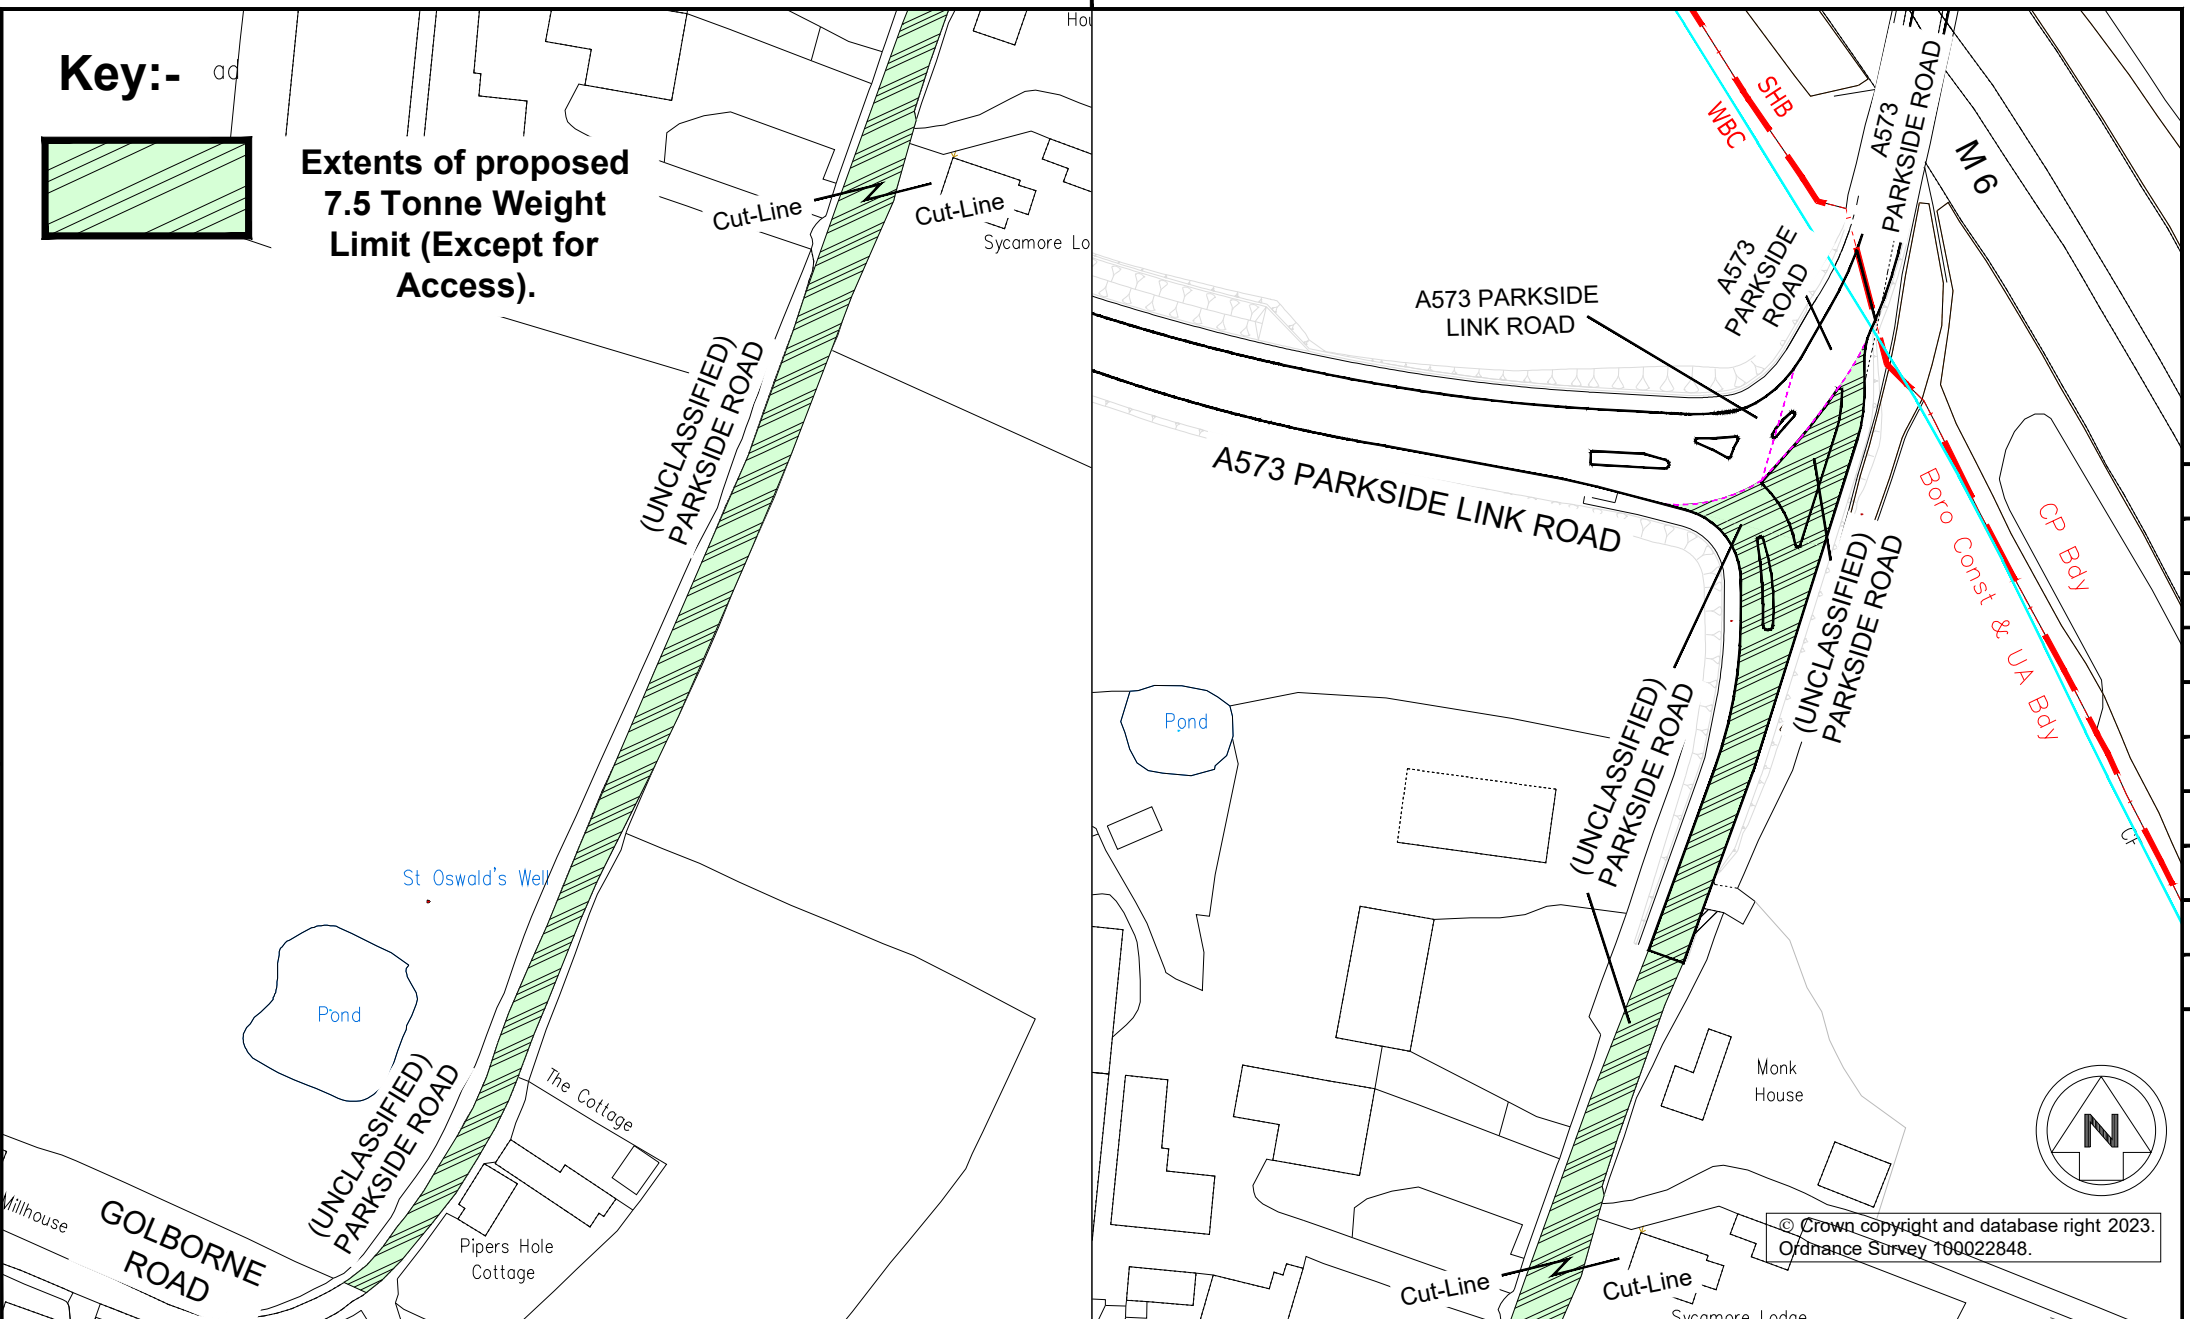 Key:-
Extents of proposed
7.5 Tonne Weight
Limit (Except for
Access).
Cut-Line
Cut-Line
Sycamore Lo
(UNCLASSIFIED)
PARKSIDE ROAD
St Oswald's Well
Pond
(UNCLASSIFIED)
PARKSIDE ROAD
The Cottage
Pipers Hole
Cottage
Millhouse
GOLBORNE
ROAD
SHB
WBC
A573
PARKSIDE ROAD
M6
A573
PARKSIDE
ROAD
A573 PARKSIDE
LINK ROAD
A573 PARKSIDE LINK ROAD
Boro Const & UA Bdy
CP Bdy
(UNCLASSIFIED)
PARKSIDE ROAD
(UNCLASSIFIED)
PARKSIDE ROAD
Pond
Monk
House
N
© Crown copyright and database right 2023.
Ordnance Survey 100022848.
Cut-Line
Cut-Line
Sycamore Lodge